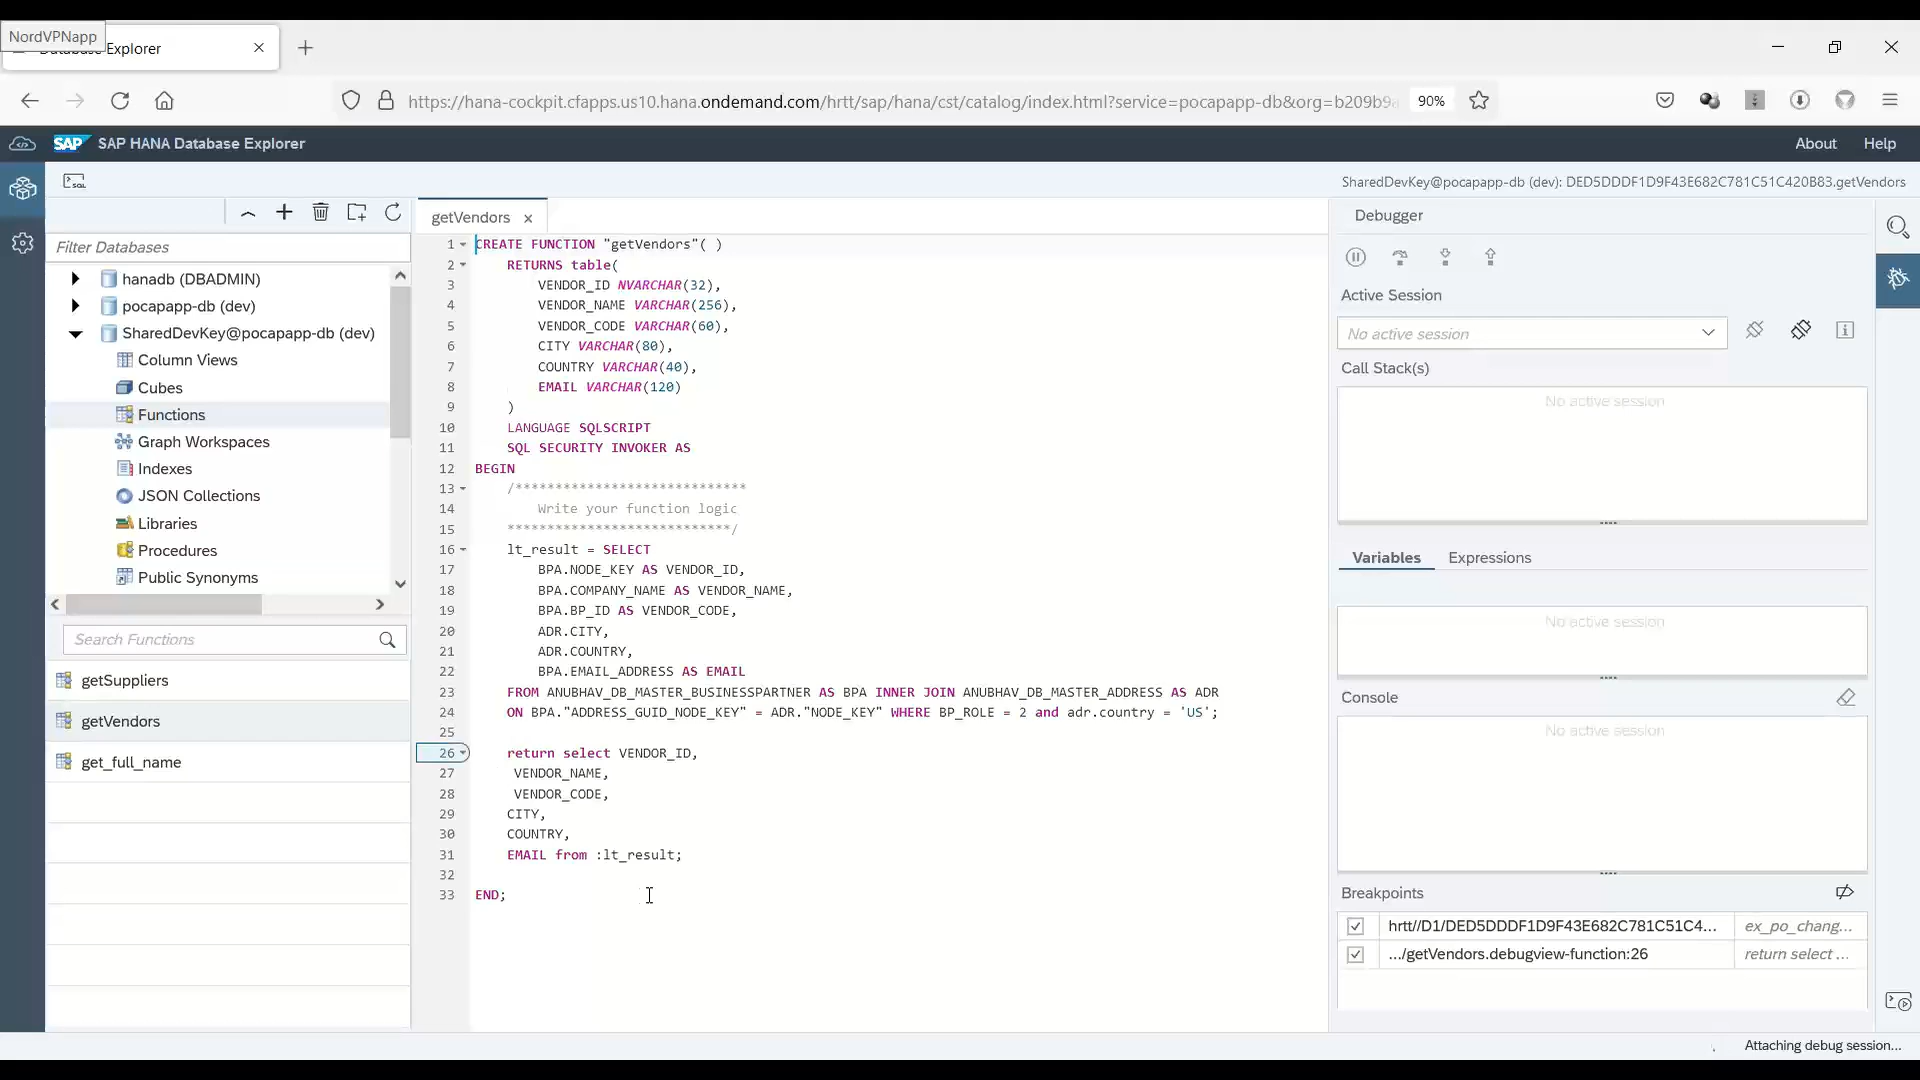 NordVPNapp
Database Explorer
https://hana-cockpit.cfapps.us10.hana.ondemand.com/hrtt/sap/hana/cst/catalog/index.html?service=pocapapp-db&org=b209b9a
90%
SAP SAP HANA Database Explorer
About
Help
SharedDevKey@pocapapp-db (dev): DED5DDDF1D9F43E682C781C51C420B83.getVendors
Filter Databases
hanadb (DBADMIN)
pocapapp-db (dev)
SharedDevKey@pocapapp-db (dev)
Column Views
Cubes
Functions
Graph Workspaces
Indexes
JSON Collections
Libraries
Procedures
Public Synonyms
Search Functions
getSuppliers
getVendors
get_full_name
getVendors
1 CREATE FUNCTION "getVendors"( )
2 RETURNS table(
3 VENDOR_ID NVARCHAR(32),
4 VENDOR_NAME VARCHAR(256),
5 VENDOR_CODE VARCHAR(60),
6 CITY VARCHAR(80),
7 COUNTRY VARCHAR(40),
8 EMAIL VARCHAR(120)
9 )
10 LANGUAGE SQLSCRIPT
11 SQL SECURITY INVOKER AS
12 BEGIN
13 /***************************
14 Write your function logic
15 ****************************/
16 lt_result = SELECT
17 BPA.NODE_KEY AS VENDOR_ID,
18 BPA.COMPANY_NAME AS VENDOR_NAME,
19 BPA.BP_ID AS VENDOR_CODE,
20 ADR.CITY,
21 ADR.COUNTRY,
22 BPA.EMAIL_ADDRESS AS EMAIL
23 FROM ANUBHAV_DB_MASTER_BUSINESSPARTNER AS BPA INNER JOIN ANUBHAV_DB_MASTER_ADDRESS AS ADR
24 ON BPA."ADDRESS_GUID_NODE_KEY" = ADR."NODE_KEY" WHERE BP_ROLE = 2 and adr.country = 'US';
25
26 return select VENDOR_ID,
27 VENDOR_NAME,
28 VENDOR_CODE,
29 CITY,
30 COUNTRY,
31 EMAIL from :lt_result;
32
33 END;
Debugger
Active Session
No active session
Call Stack(s)
No active session
Variables
Expressions
No active session
Console
No active session
Breakpoints
hrtt//D1/DED5DDDF1D9F43E682C781C51C4... ex_po_chang...
.../getVendors.debugview-function:26 return select ...
Attaching debug session...